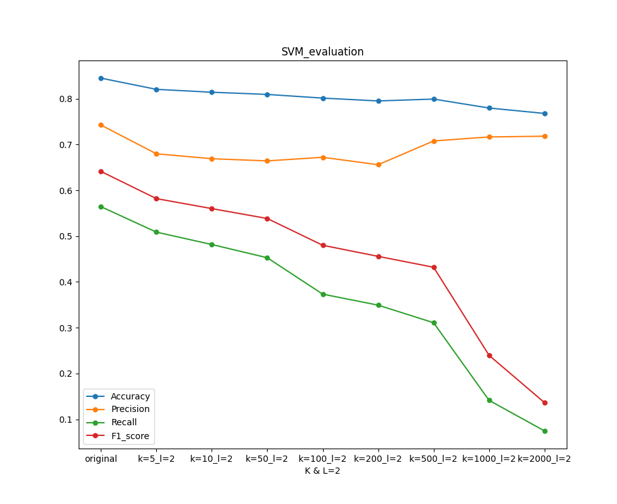 SVM_evaluation
0.8
0.7
0.6
0.5
0.4
0.3
0.2
0.1
Accuracy
Precision
Recall
F1_score
original k=5_l=2 k=10_l=2 k=50_l=2 k=100_l=2 k=200_l=2 k=500_l=2 k=1000_l=2 k=2000_l=2
K & L=2